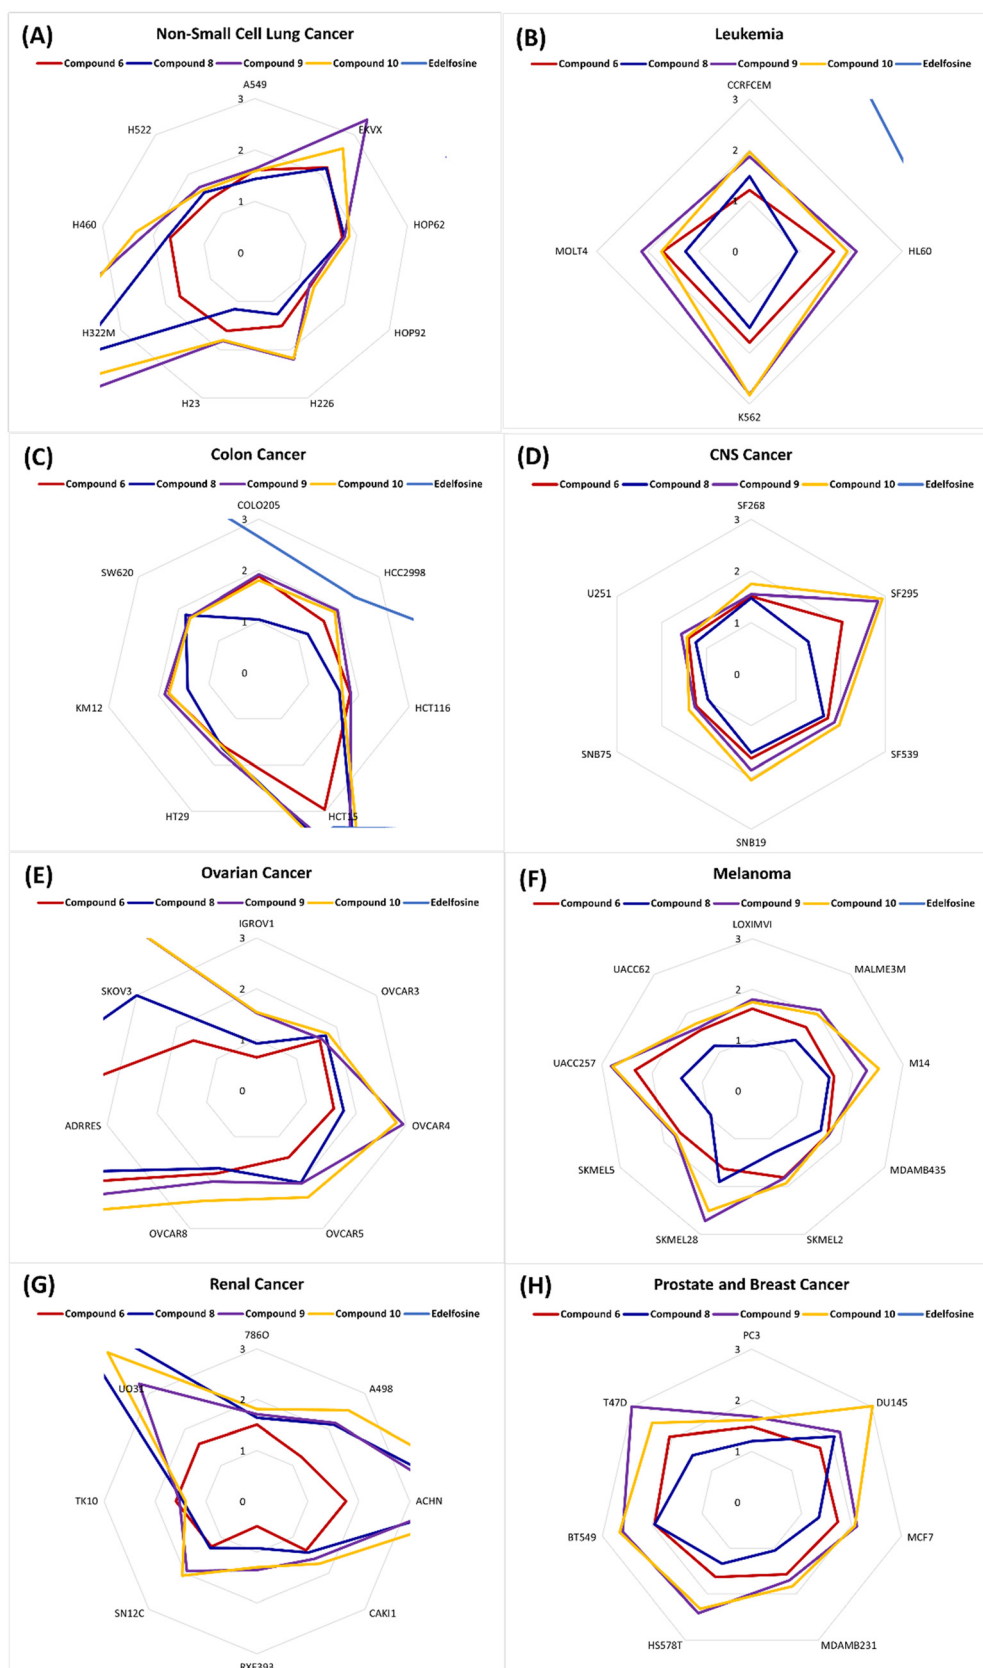 (A) Non-Small Cell Lung Cancer
Compound 6 Compound 8 Compound 9 Compound 10 Edelfosine
A549
3
H522 EKVX
2
1
H460 HOP62
0
H322M HOP92
H23 H226
(B) Leukemia
Compound 6 Compound 8 Compound 9 Compound 10 Edelfosine
CCRFCEM
3
2
1
MOLT4 0 HL60
K562
(C) Colon Cancer
Compound 6 Compound 8 Compound 9 Compound 10 Edelfosine
COLO205
3
SW620 HCC2998
2
1
0
KM12 HCT116
HT29 HCT15
(D) CNS Cancer
Compound 6 Compound 8 Compound 9 Compound 10 Edelfosine
SF268
3
U251 SF295
2
1
0
SNB75 SF539
SNB19
(E) Ovarian Cancer
Compound 6 Compound 8 Compound 9 Compound 10 Edelfosine
IGROV1
3
SKOV3 OVCAR3
2
1
0
ADRRES OVCAR4
OVCAR8 OVCAR5
(F) Melanoma
Compound 6 Compound 8 Compound 9 Compound 10 Edelfosine
LOXIMVI
3
UACC62 MALME3M
2
UACC257 M14
1
0
SKMEL5 MDAMB435
SKMEL28 SKMEL2
(G) Renal Cancer
Compound 6 Compound 8 Compound 9 Compound 10 Edelfosine
786O
3
UO31 A498
2
1
TK10 0 ACHN
SN12C CAKI1
RXF393
(H) Prostate and Breast Cancer
Compound 6 Compound 8 Compound 9 Compound 10 Edelfosine
PC3
3
T47D DU145
2
1
0
BT549 MCF7
HS578T MDAMB231